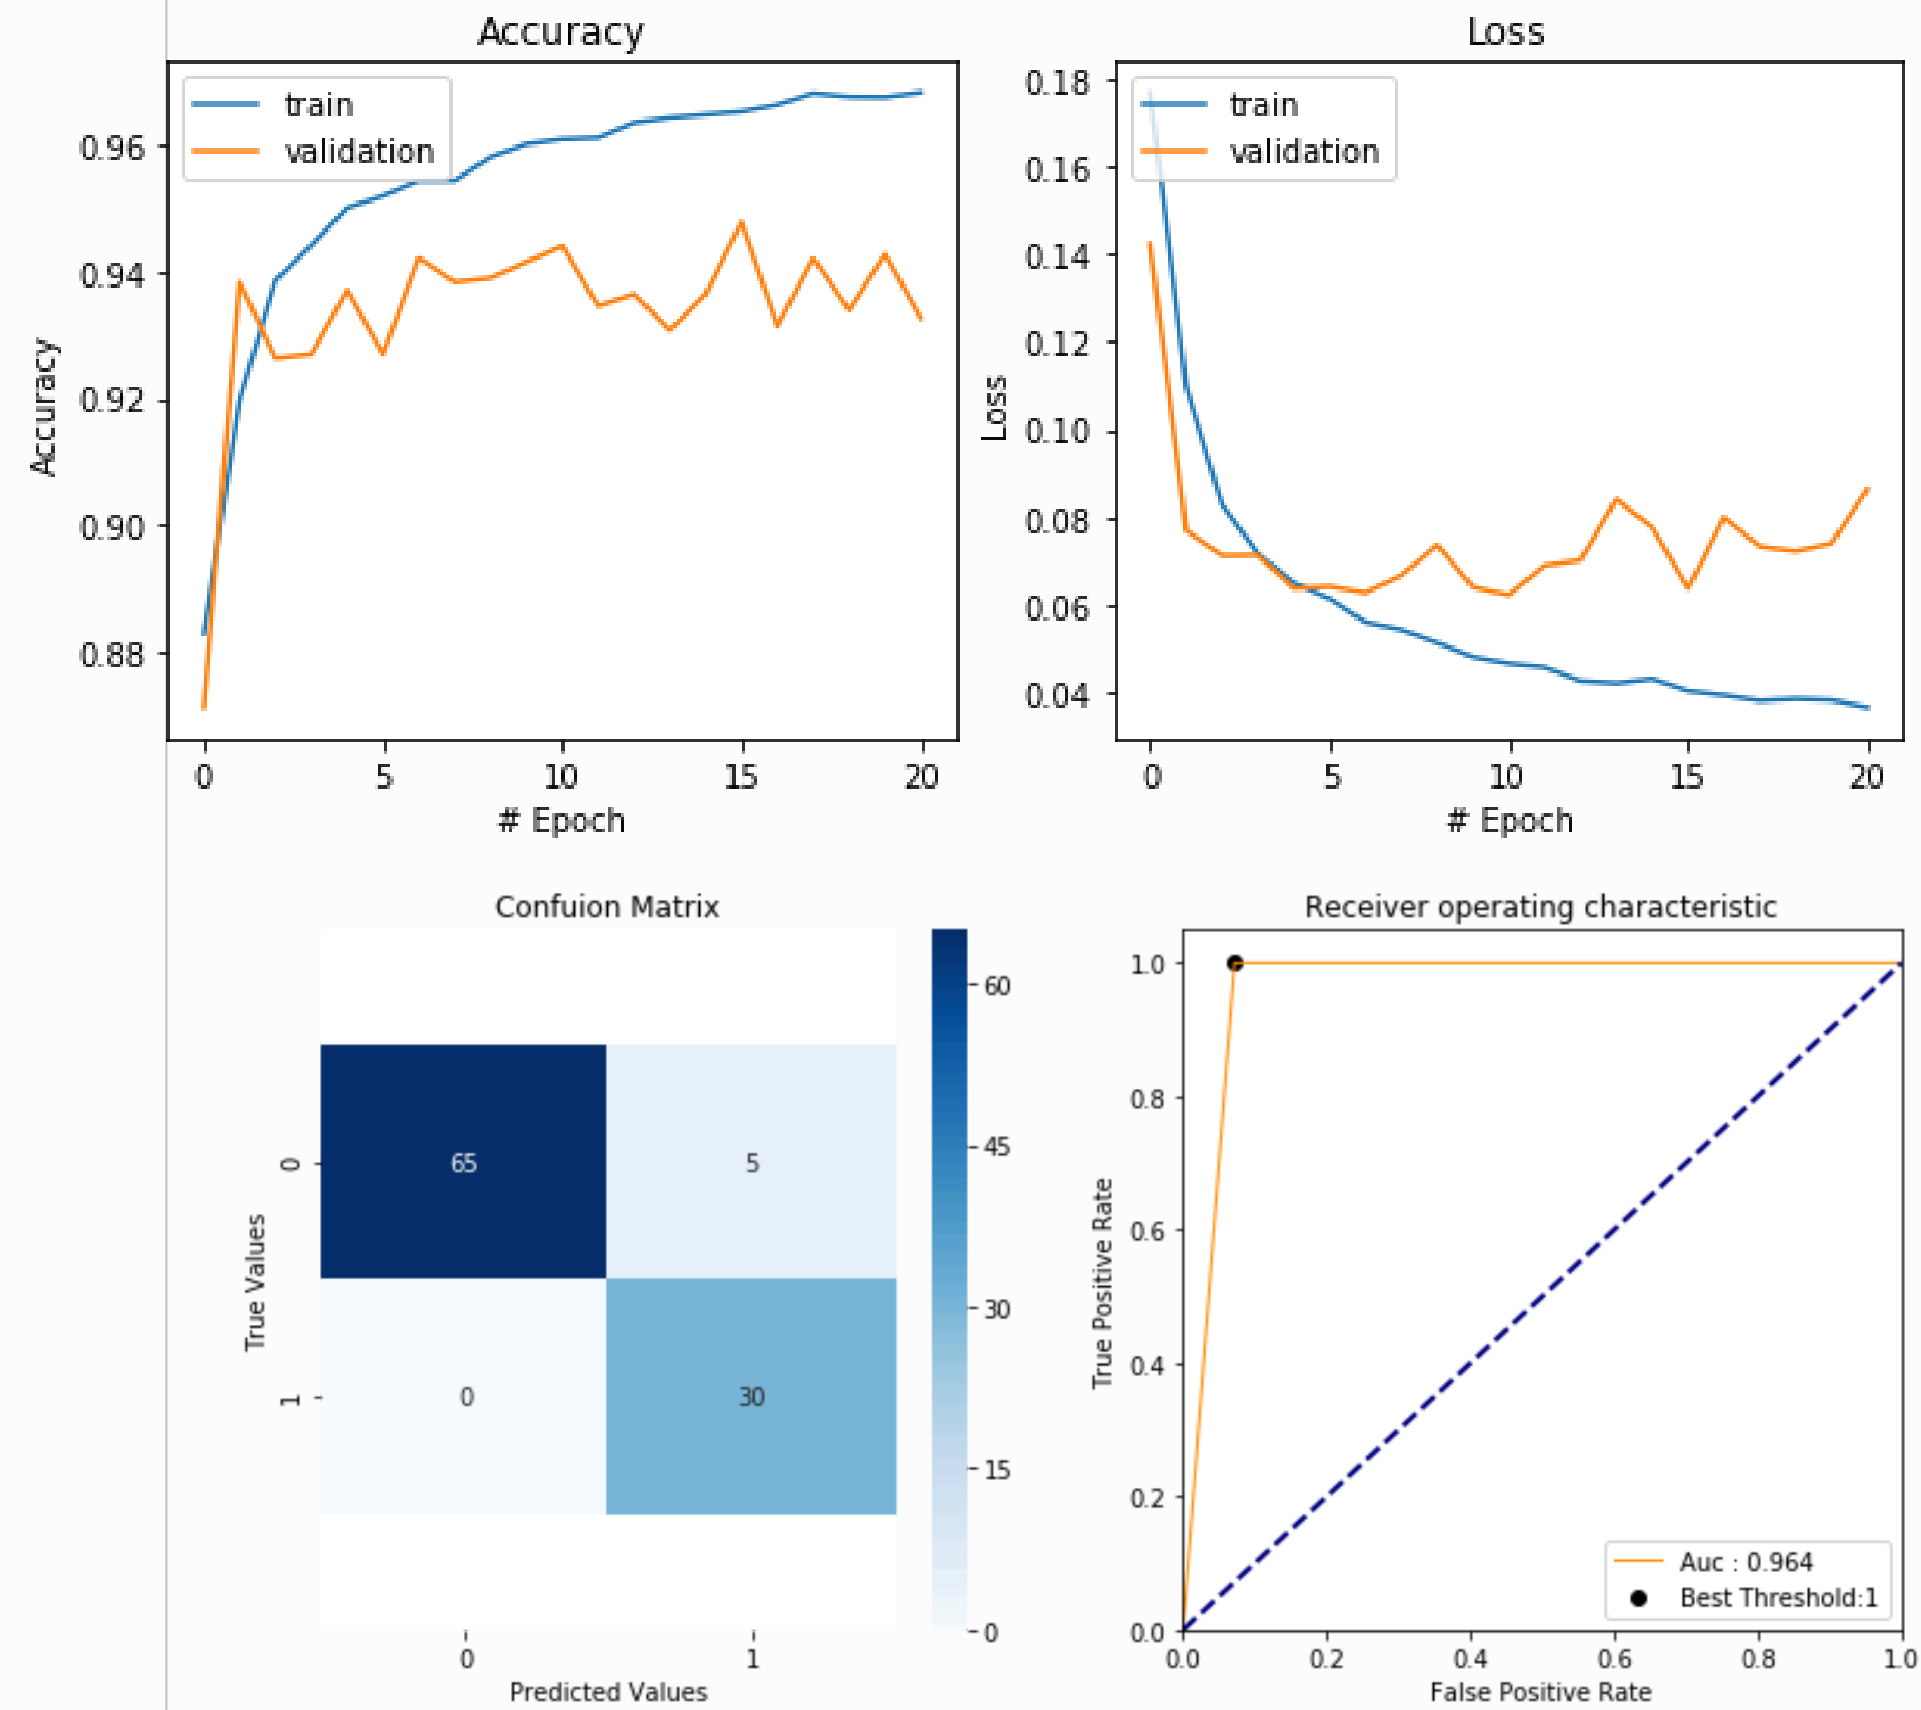 Accuracy
train
validation
0.96
0.94
0.92
0.90
0.88
Accuracy
0 5 10 15 20
# Epoch
Loss
train
validation
0.18
0.16
0.14
0.12
0.10
0.08
0.06
0.04
Loss
0 5 10 15 20
# Epoch
Confuion Matrix
65 5
0 30
True Values
0
1
0 1
Predicted Values
60
45
30
15
0
Receiver operating characteristic
1.0
0.8
0.6
0.4
0.2
0.0
True Positive Rate
Auc : 0.964
Best Threshold:1
0.0 0.2 0.4 0.6 0.8 1.0
False Positive Rate